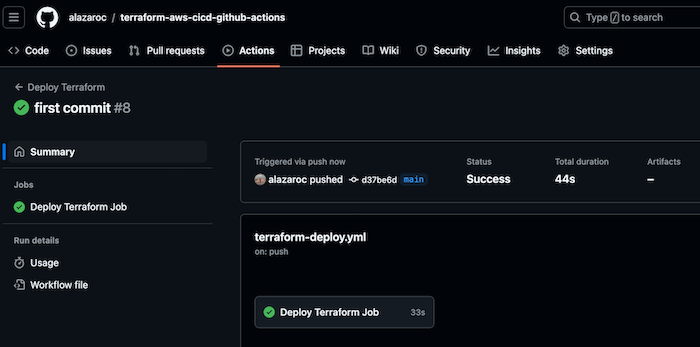 alazaroc / terraform-aws-cicd-github-actions
Type / to search
Code Issues Pull requests Actions Projects Wiki Security Insights Settings
← Deploy Terraform
first commit #8
Summary
Jobs
Deploy Terraform Job
Run details
Usage
Workflow file
Triggered via push now
alazaroc pushed d37be6d main
Status
Success
Total duration
44s
Artifacts
–
terraform-deploy.yml
on: push
Deploy Terraform Job 33s